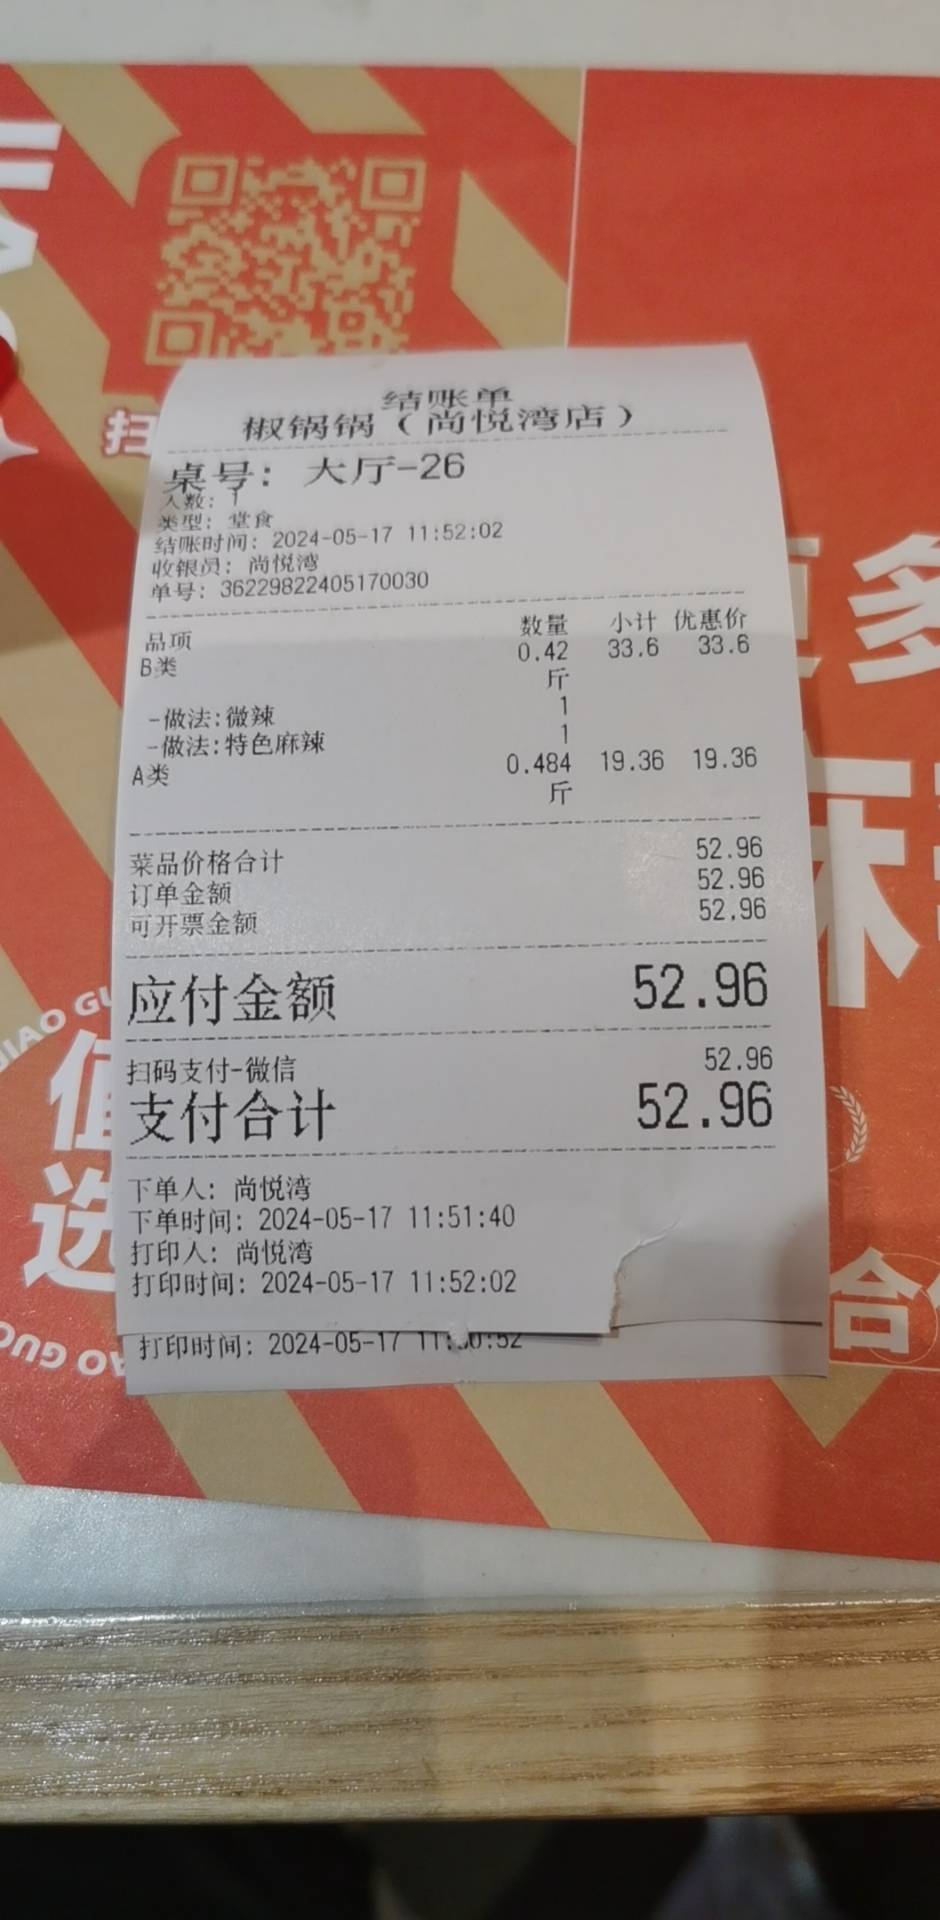 结账单
椒锅锅（尚悦湾店）
桌号：大厅-26
人数：1
类型：堂食
结账时间：2024-05-17 11:52:02
收银员：尚悦湾
单号：36229822405170030
品项 数量 小计 优惠价
B类 0.42 33.6 33.6
斤
-做法:微辣 1
-做法:特色麻辣 1
A类 0.484 19.36 19.36
斤
菜品价格合计 52.96
订单金额 52.96
可开票金额 52.96
应付金额 52.96
扫码支付-微信 52.96
支付合计 52.96
下单人：尚悦湾
下单时间：2024-05-17 11:51:40
打印人：尚悦湾
打印时间：2024-05-17 11:52:02
打印时间：2024-05-17
扫
多
值
选
合
JIAO GU
GUO